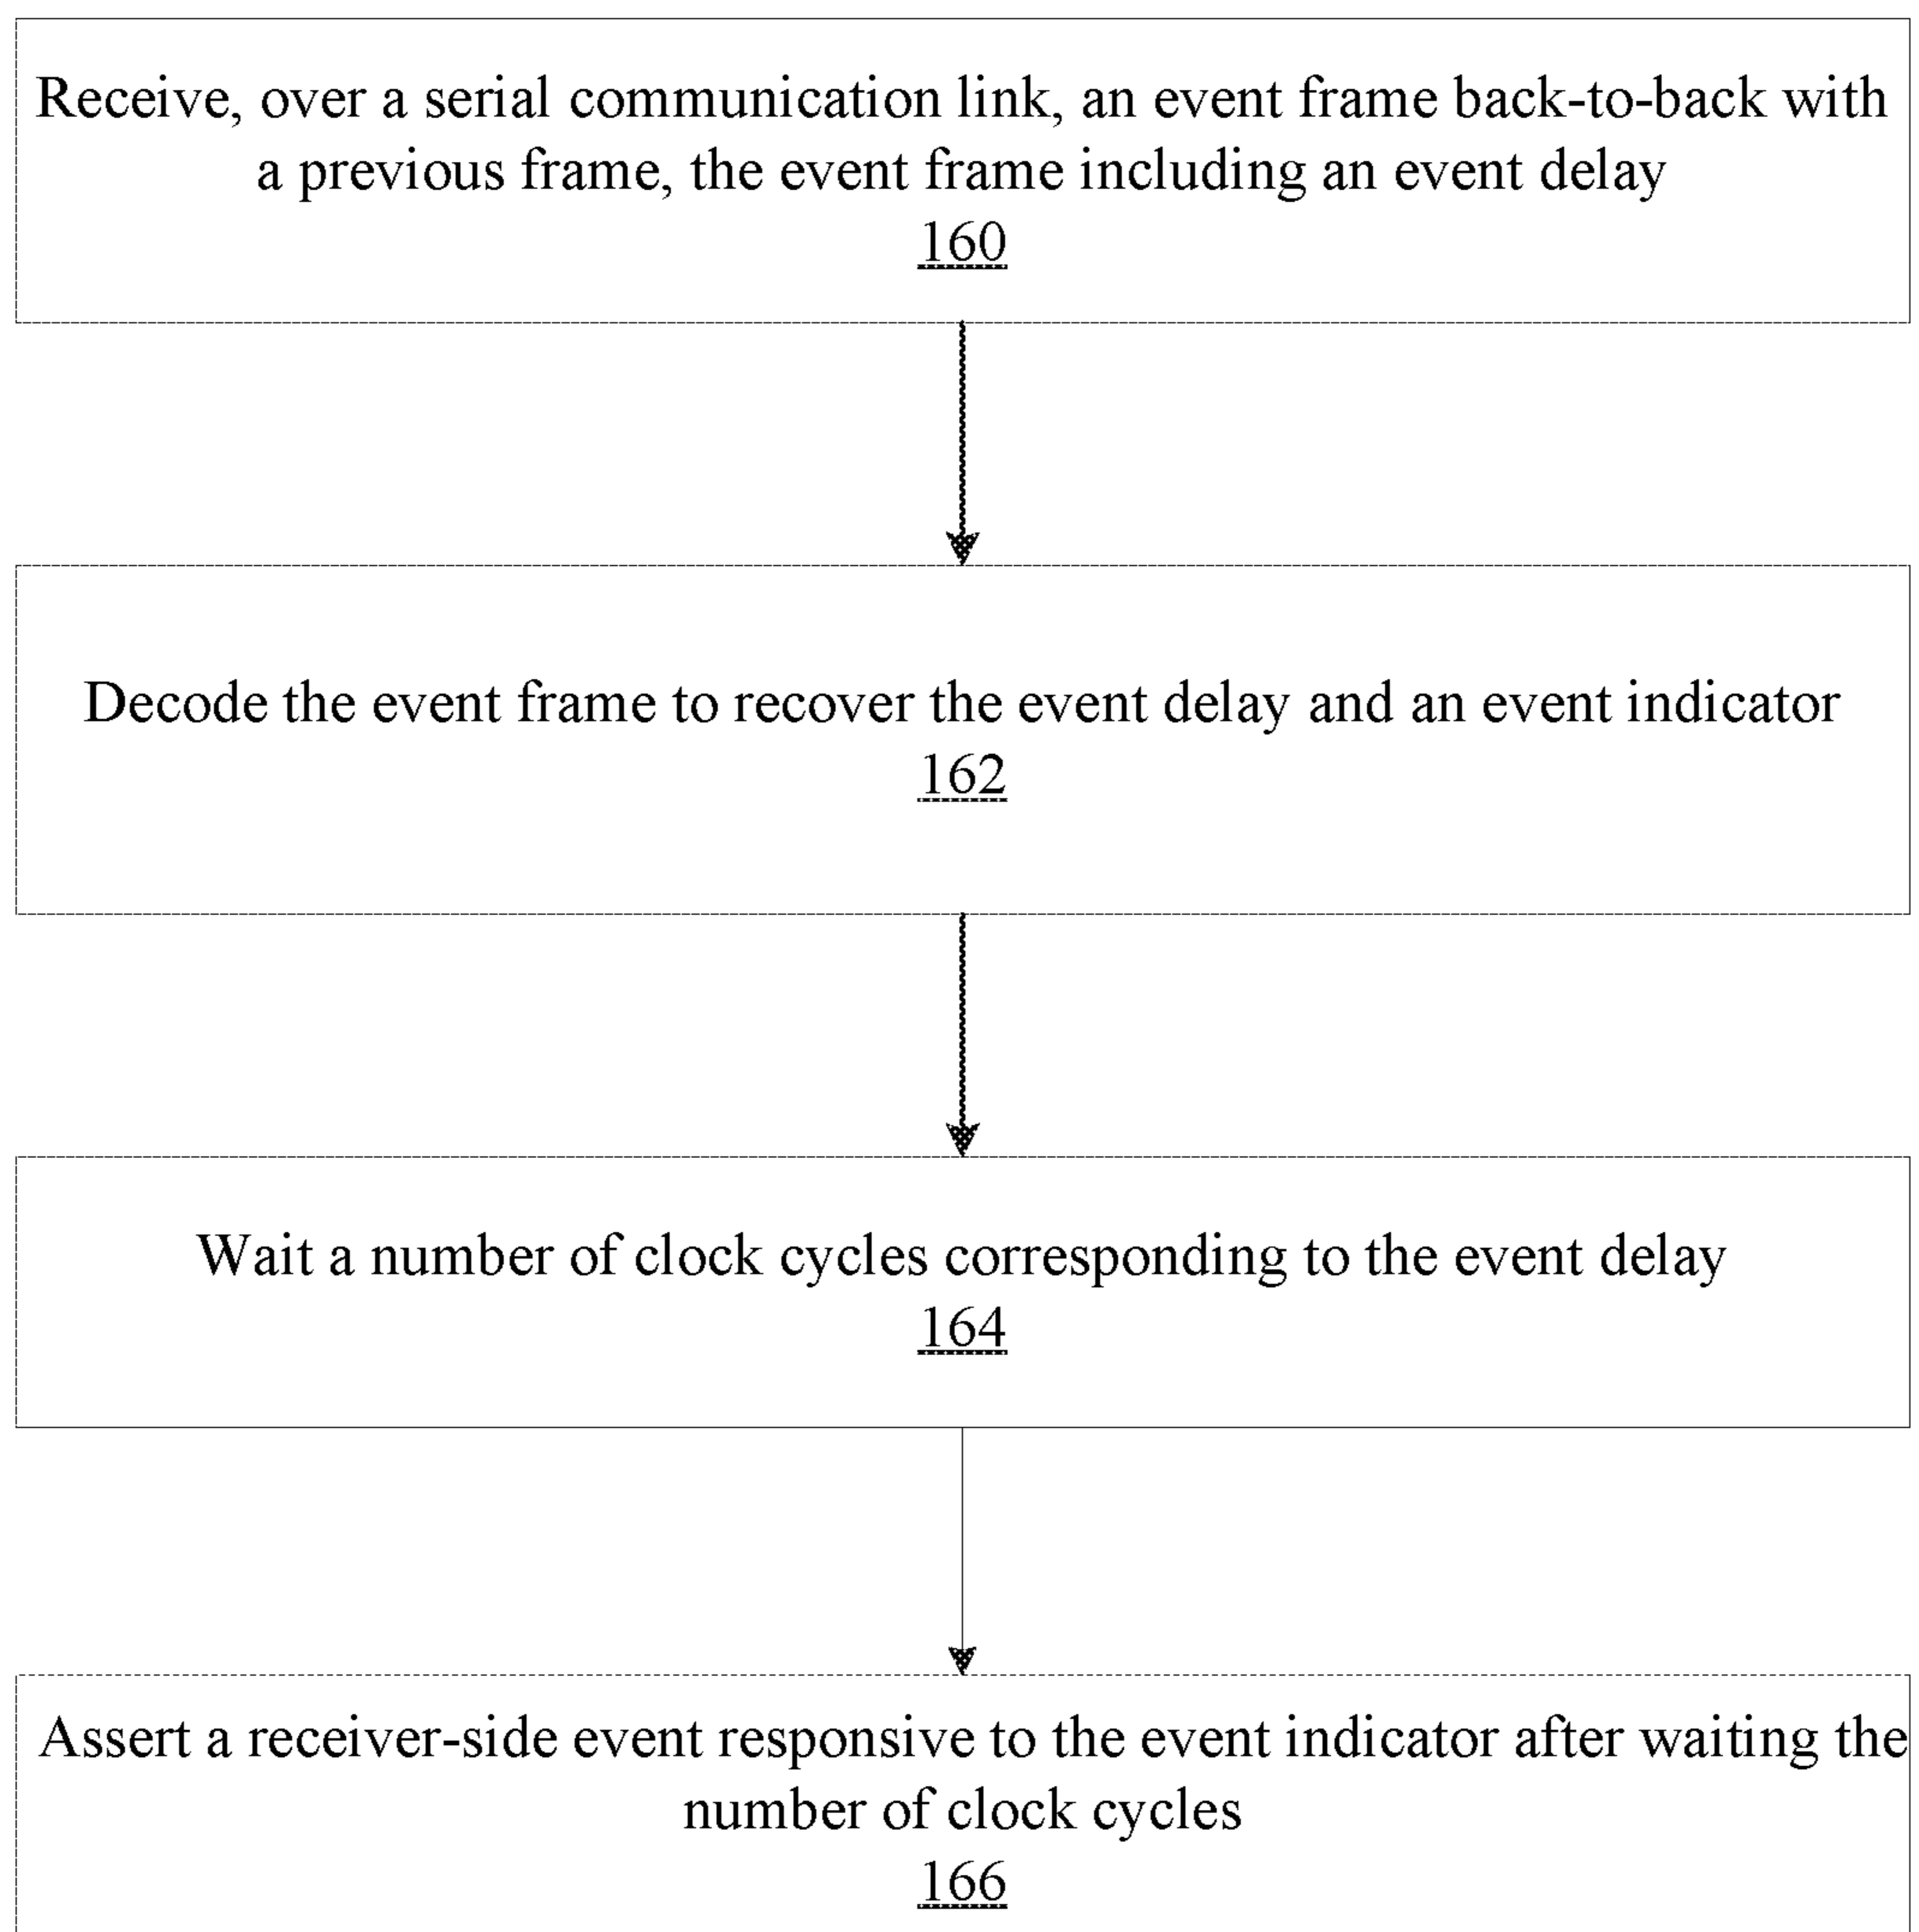 Receive, over a serial communication link, an event frame back-to-back with
a previous frame, the event frame including an event delay
160
Decode the event frame to recover the event delay and an event indicator
162
Wait a number of clock cycles corresponding to the event delay
164
Assert a receiver-side event responsive to the event indicator after waiting the
number of clock cycles
166